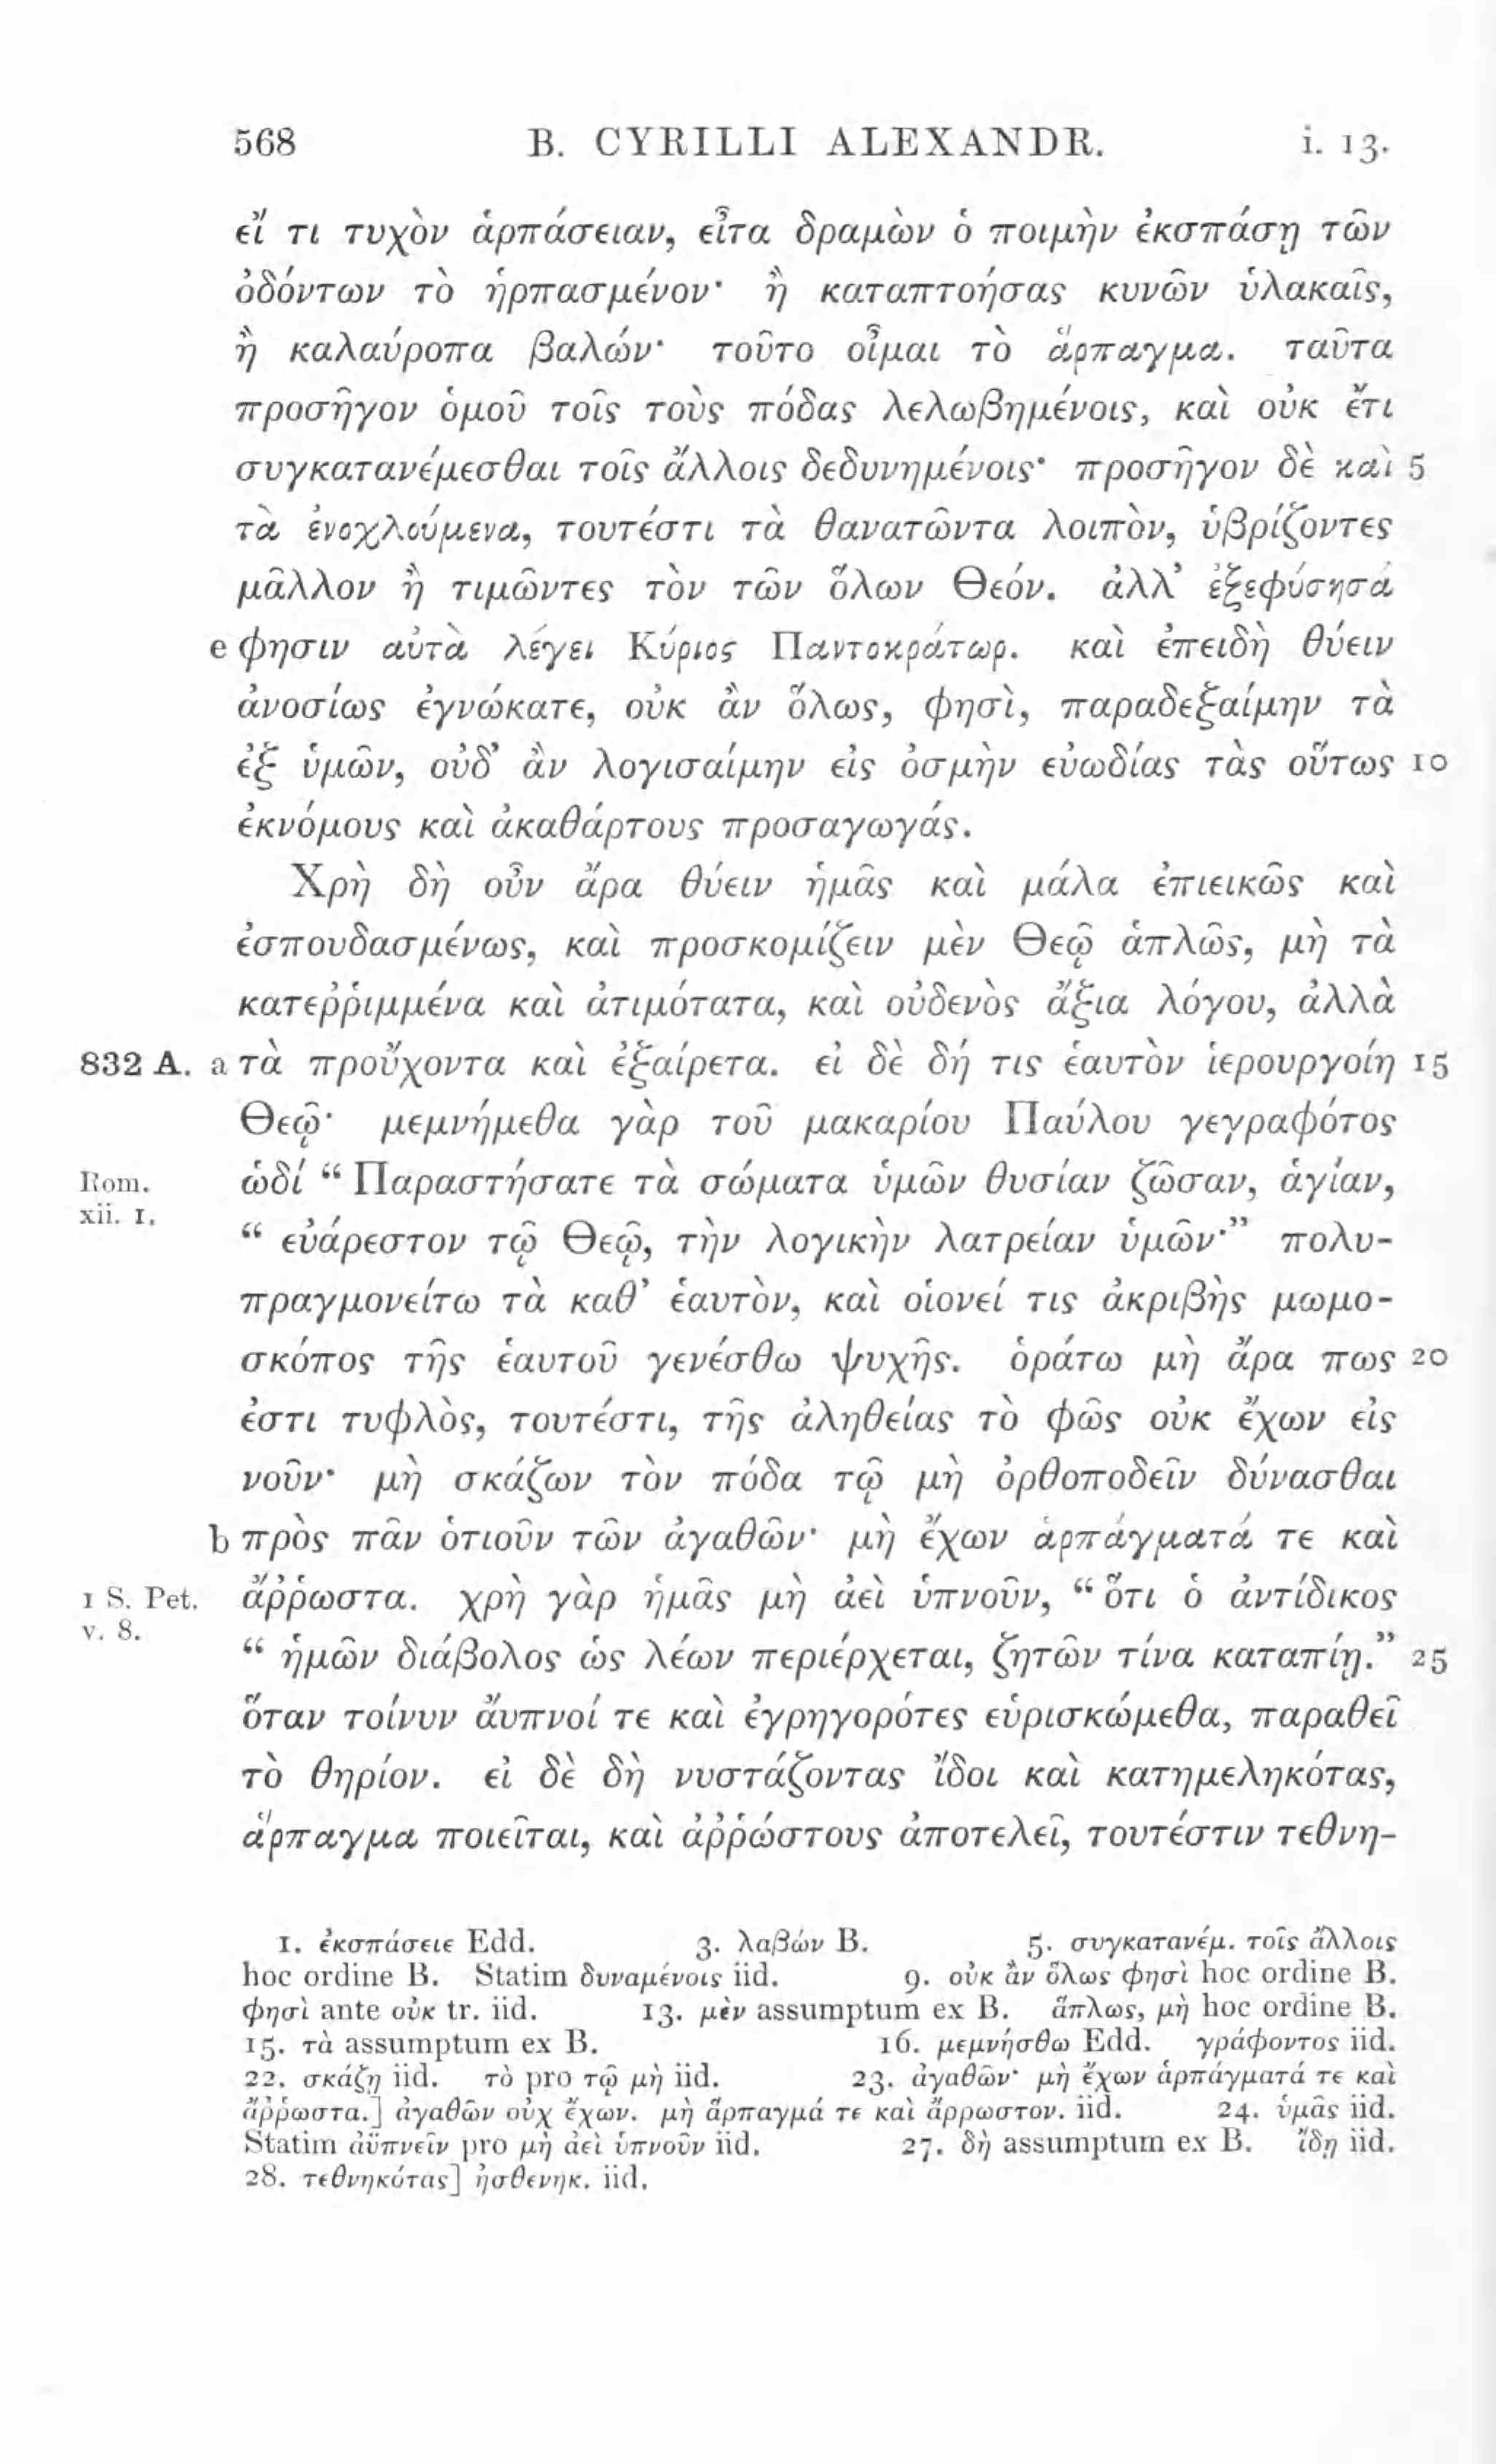 568 B. CYRILLI ALEXANDR. i. 13.
εἴ τι τυχὸν ἁρπάσειαν, εἶτα δραμὼν ὁ ποιμὴν ἐκσπάσῃ τῶν
ὀδόντων τὸ ἡρπασμένον· ἢ καταπτοήσας κυνῶν ὑλακαῖς,
ἢ καλαύροπα βαλών· τοῦτο οἶμαι τὸ ἅρπαγμα. ταῦτα
προσῆγον ὁμοῦ τοῖς τοὺς πόδας λελωβημένοις, καὶ οὐκ ἔτι
συγκατανέμεσθαι τοῖς ἄλλοις δεδυνημένοις· προσῆγον δὲ καὶ 5
τὰ ἐνοχλούμενα, τουτέστι τὰ θανατῶντα λοιπὸν, ὑβρίζοντες
μᾶλλον ἢ τιμῶντες τὸν τῶν ὅλων Θεόν. ἀλλ’ ἐξεφύσησά
e φησιν αὐτὰ λέγει Κύριος Παντοκράτωρ. καὶ ἐπειδὴ θύειν
ἀνοσίως ἐγνώκατε, οὐκ ἂν ὅλως, φησὶ, παραδεξαίμην τὰ
ἐξ ὑμῶν, οὐδ’ ἂν λογισαίμην εἰς ὀσμὴν εὐωδίας τὰς οὕτως 10
ἐκνόμους καὶ ἀκαθάρτους προσαγωγάς.
Χρὴ δὴ οὖν ἄρα θύειν ἡμᾶς καὶ μάλα ἐπιεικῶς καὶ
ἐσπουδασμένως, καὶ προσκομίζειν μὲν Θεῷ ἁπλῶς, μὴ τὰ
κατεῤῥιμμένα καὶ ἀτιμότατα, καὶ οὐδενὸς ἄξια λόγου, ἀλλὰ
832 A. a τὰ προὔχοντα καὶ ἐξαίρετα. εἰ δὲ δή τις ἑαυτὸν ἱερουργοίη 15
Θεῷ· μεμνήμεθα γὰρ τοῦ μακαρίου Παύλου γεγραφότος
Rom. ὡδί “ Παραστήσατε τὰ σώματα ὑμῶν θυσίαν ζῶσαν, ἁγίαν,
xii. 1. “ εὐάρεστον τῷ Θεῷ, τὴν λογικὴν λατρείαν ὑμῶν·” πολυ-
πραγμονείτω τὰ καθ’ ἑαυτὸν, καὶ οἱονεί τις ἀκριβὴς μωμο-
σκόπος τῆς ἑαυτοῦ γενέσθω ψυχῆς. ὁράτω μὴ ἄρα πως 20
ἐστι τυφλὸς, τουτέστι, τῆς ἀληθείας τὸ φῶς οὐκ ἔχων εἰς
νοῦν· μὴ σκάζων τὸν πόδα τῷ μὴ ὀρθοποδεῖν δύνασθαι
b πρὸς πᾶν ὁτιοῦν τῶν ἀγαθῶν· μὴ ἔχων ἁρπάγματά τε καὶ
1 S. Pet. ἄῤῥωστα. χρὴ γὰρ ἡμᾶς μὴ ἀεὶ ὑπνοῦν, “ ὅτι ὁ ἀντίδικος
v. 8. “ ἡμῶν διάβολος ὡς λέων περιέρχεται, ζητῶν τίνα καταπίῃ.” 25
ὅταν τοίνυν ἄυπνοί τε καὶ ἐγρηγορότες εὑρισκώμεθα, παραθεῖ
τὸ θηρίον. εἰ δὲ δὴ νυστάζοντας ἴδοι καὶ κατημεληκότας,
ἅρπαγμα ποιεῖται, καὶ ἀῤῥώστους ἀποτελεῖ, τουτέστιν τεθνη-
1. ἐκσπάσειε Edd. 3. λαβών B. 5. συγκατανέμ. τοῖς ἄλλοις
hoc ordine B. Statim δυναμένοις iid. 9. οὐκ ἂν ὅλως φησὶ hoc ordine B.
φησὶ ante οὐκ tr. iid. 13. μὲν assumptum ex B. ἅπλως, μὴ hoc ordine B.
15. τὰ assumptum ex B. 16. μεμνήσθω Edd. γράφοντος iid.
22. σκάζῃ iid. τὸ pro τῷ μὴ iid. 23. ἀγαθῶν· μὴ ἔχων ἁρπάγματά τε καὶ
ἄῤῥωστα.] ἀγαθῶν οὐχ ἔχων. μὴ ἅρπαγμά τε καὶ ἄρρωστον. iid. 24. ὑμᾶς iid.
Statim ἀϋπνεῖν pro μὴ ἀεὶ ὑπνοῦν iid. 27. δὴ assumptum ex B. ἴδῃ iid.
28. τεθνηκότας] ἠσθενηκ. iid.